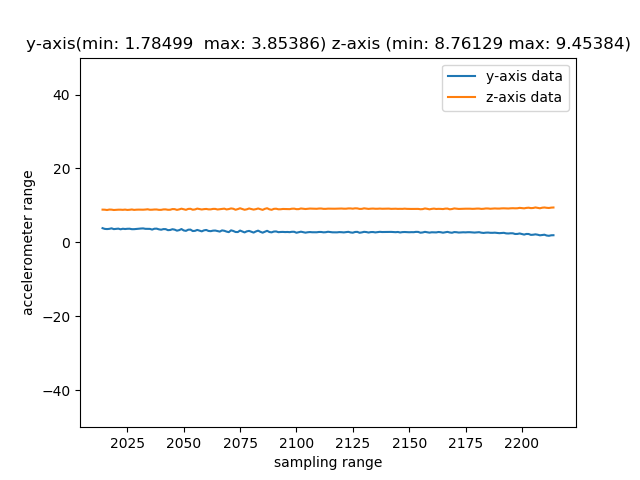 y-axis(min: 1.78499  max: 3.85386) z-axis (min: 8.76129 max: 9.45384)
y-axis data
z-axis data
accelerometer range
40
20
0
−20
−40
2025 2050 2075 2100 2125 2150 2175 2200
sampling range